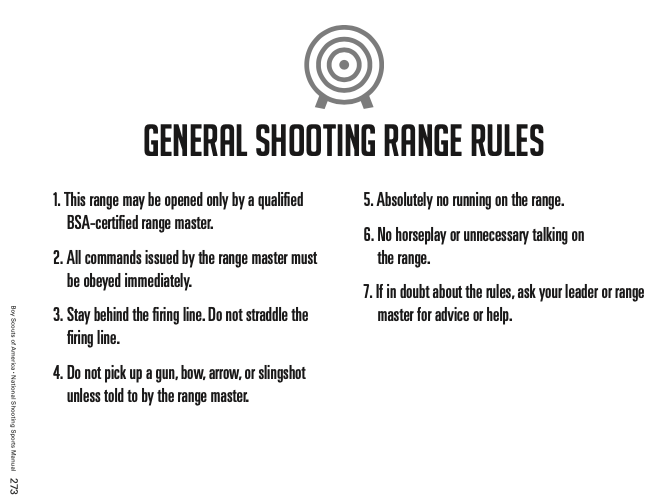 GENERAL SHOOTING RANGE RULES
1. This range may be opened only by a qualified
BSA-certified range master.
2. All commands issued by the range master must
be obeyed immediately.
3. Stay behind the firing line. Do not straddle the
firing line.
4. Do not pick up a gun, bow, arrow, or slingshot
unless told to by the range master.
5. Absolutely no running on the range.
6. No horseplay or unnecessary talking on
the range.
7. If in doubt about the rules, ask your leader or range
master for advice or help.
Boy Scouts of America · National Shooting Sports Manual 273